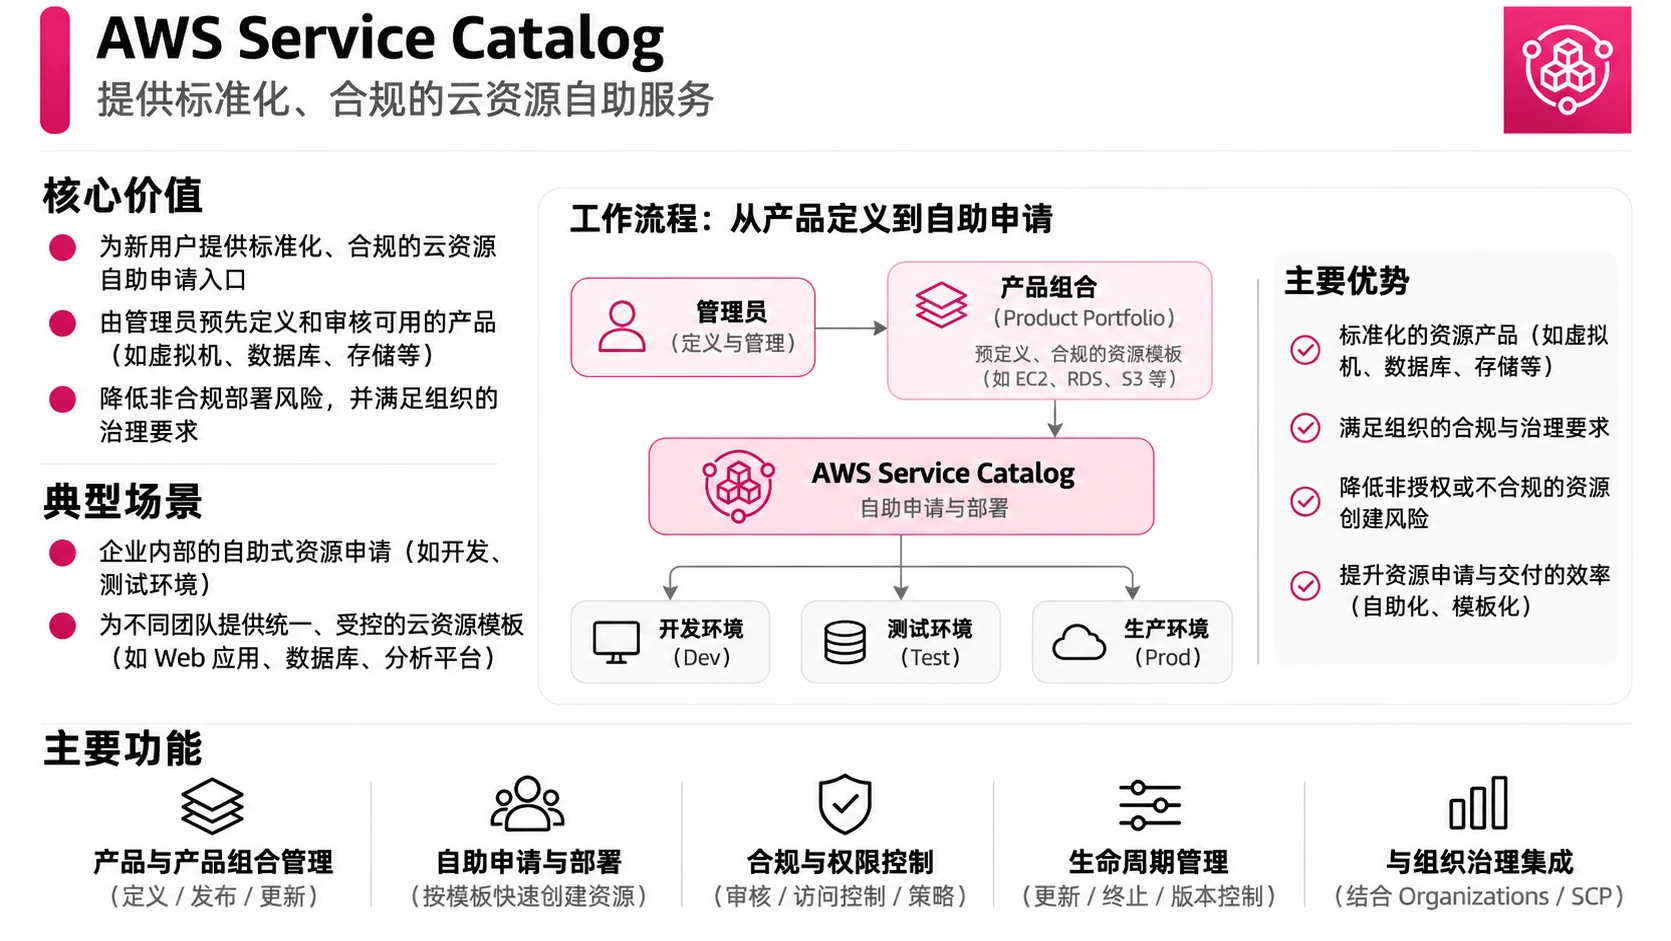 AWS Service Catalog
提供标准化、合规的云资源自助服务
核心价值
为新用户提供标准化、合规的云资源
自助申请入口
由管理员预先定义和审核可用的产品
（如虚拟机、数据库、存储等）
降低非合规部署风险，并满足组织的
治理要求
典型场景
企业内部的自助式资源申请（如开发、
测试环境）
为不同团队提供统一、受控的云资源模板
（如 Web 应用、数据库、分析平台）
工作流程：从产品定义到自助申请
管理员
（定义与管理）
产品组合
（Product Portfolio）
预定义、合规的资源模板
（如 EC2、RDS、S3 等）
AWS Service Catalog
自助申请与部署
开发环境
（Dev）
测试环境
（Test）
生产环境
（Prod）
主要优势
标准化的资源产品（如虚拟
机、数据库、存储等）
满足组织的合规与治理要求
降低非授权或不合规的资源
创建风险
提升资源申请与交付的效率
（自助化、模板化）
主要功能
产品与产品组合管理
（定义 / 发布 / 更新）
自助申请与部署
（按模板快速创建资源）
合规与权限控制
（审核 / 访问控制 / 策略）
生命周期管理
（更新 / 终止 / 版本控制）
与组织治理集成
（结合 Organizations / SCP）